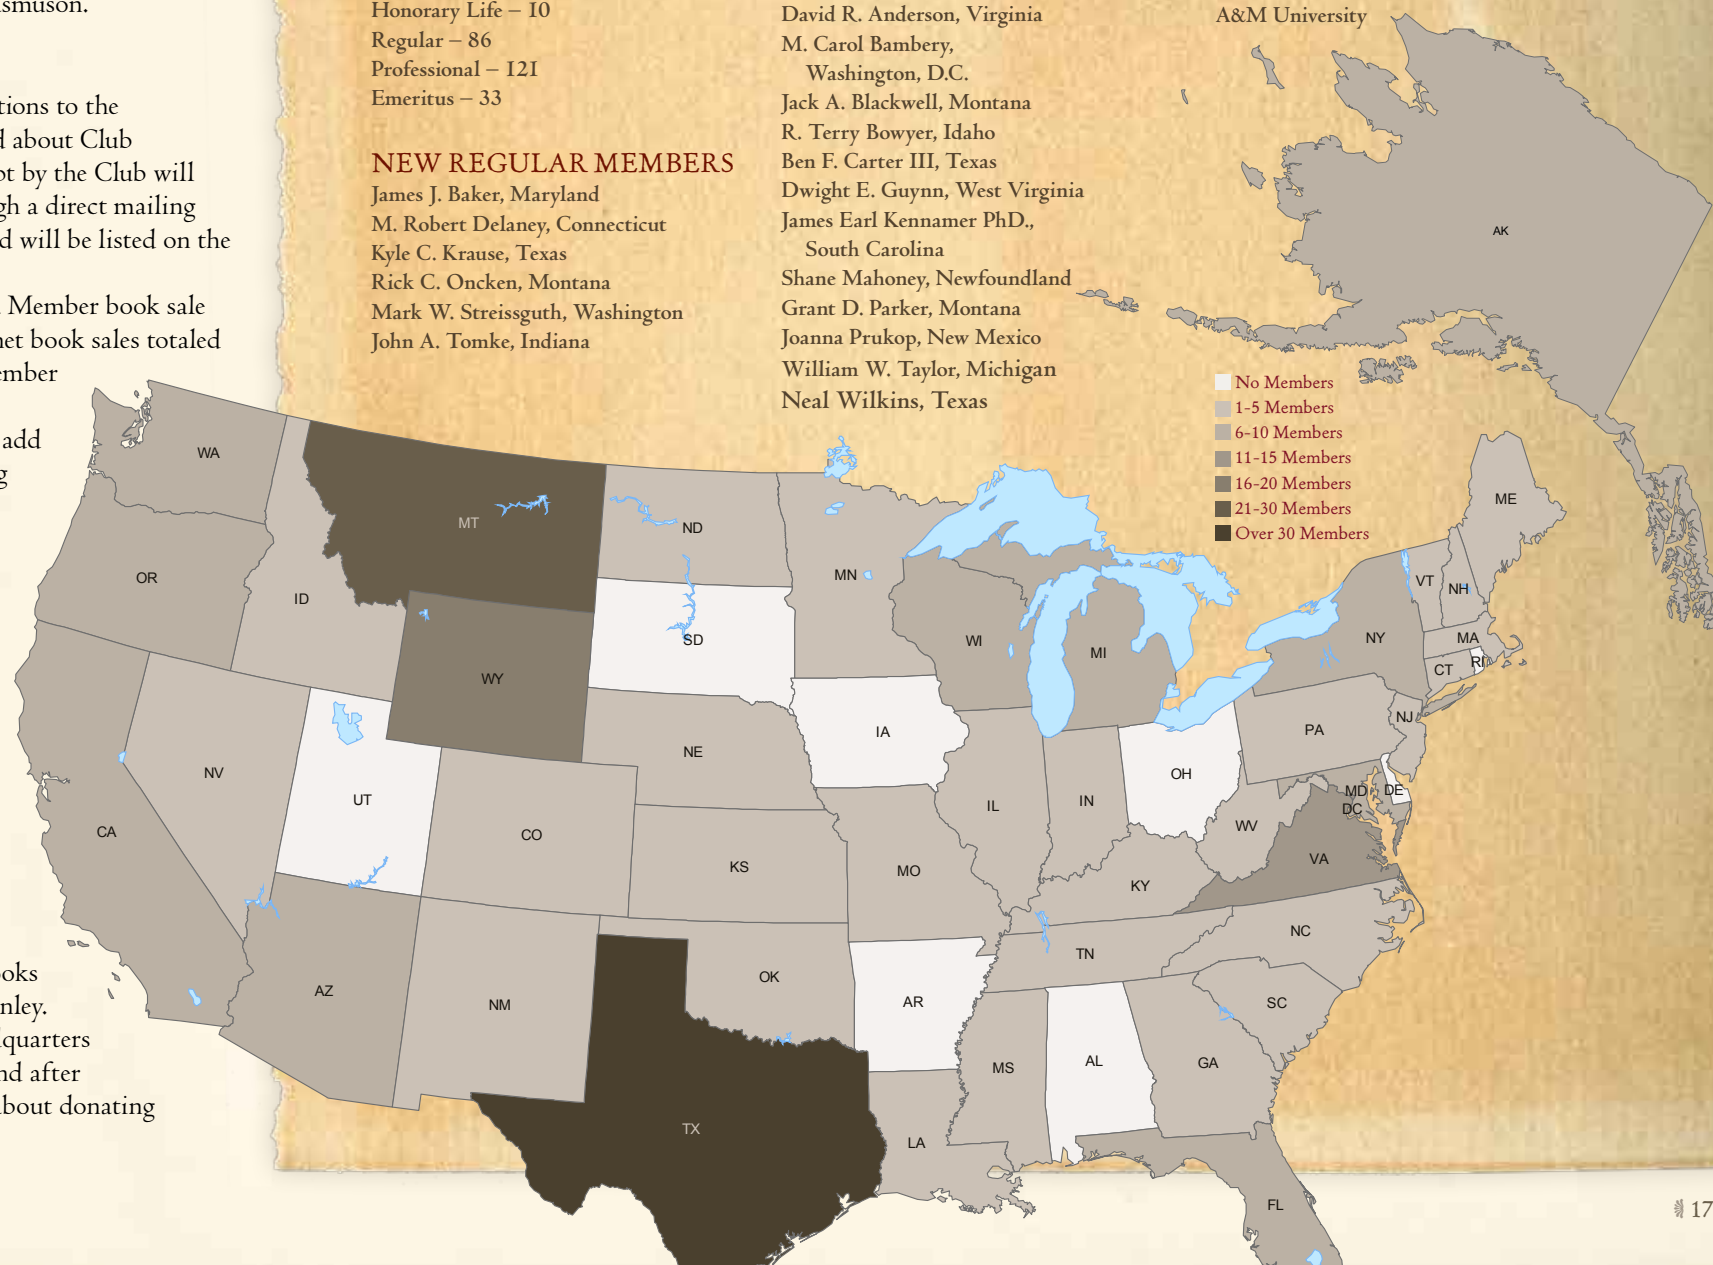 smuson.
tions to the
d about Club
ot by the Club will
gh a direct mailing
d will be listed on the
. Member book sale
net book sales totaled
ember
add
g
ooks
nley.
dquarters
nd after
about donating
Honorary Life – 10
Regular – 86
Professional – 121
Emeritus – 33
NEW REGULAR MEMBERS
James J. Baker, Maryland
M. Robert Delaney, Connecticut
Kyle C. Krause, Texas
Rick C. Oncken, Montana
Mark W. Streissguth, Washington
John A. Tomke, Indiana
David R. Anderson, Virginia
M. Carol Bambery,
Washington, D.C.
Jack A. Blackwell, Montana
R. Terry Bowyer, Idaho
Ben F. Carter III, Texas
Dwight E. Guynn, West Virginia
James Earl Kennamer PhD.,
South Carolina
Shane Mahoney, Newfoundland
Grant D. Parker, Montana
Joanna Prukop, New Mexico
William W. Taylor, Michigan
Neal Wilkins, Texas
A&M University
No Members
1-5 Members
6-10 Members
11-15 Members
16-20 Members
21-30 Members
Over 30 Members
AK
WA
MT
ND
MN
ME
OR
ID
SD
WI
MI
VT
NH
NY
MA
CT
RI
WY
NE
IA
PA
NJ
NV
UT
CO
KS
MO
IL
IN
OH
MD
DE
DC
WV
VA
CA
KY
NC
TN
AZ
NM
OK
AR
SC
MS
AL
GA
TX
LA
FL
17